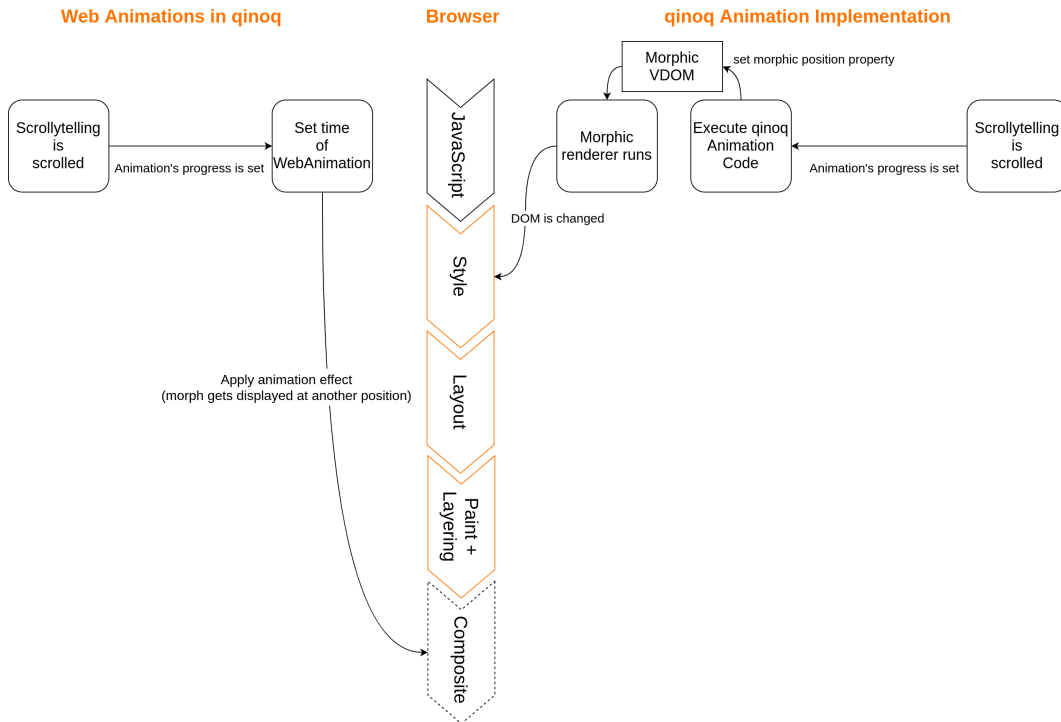 Web Animations in qinoq
Browser
qinoq Animation Implementation
Scrollytelling
is
scrolled
Animation's progress is set
Set time
of
WebAnimation
Apply animation effect
(morph gets displayed at another position)
JavaScript
Style
Layout
Paint +
Layering
Composite
Morphic
VDOM
set morphic position property
Morphic
renderer runs
DOM is changed
Execute qinoq
Animation
Code
Animation's progress is set
Scrollytelling
is
scrolled